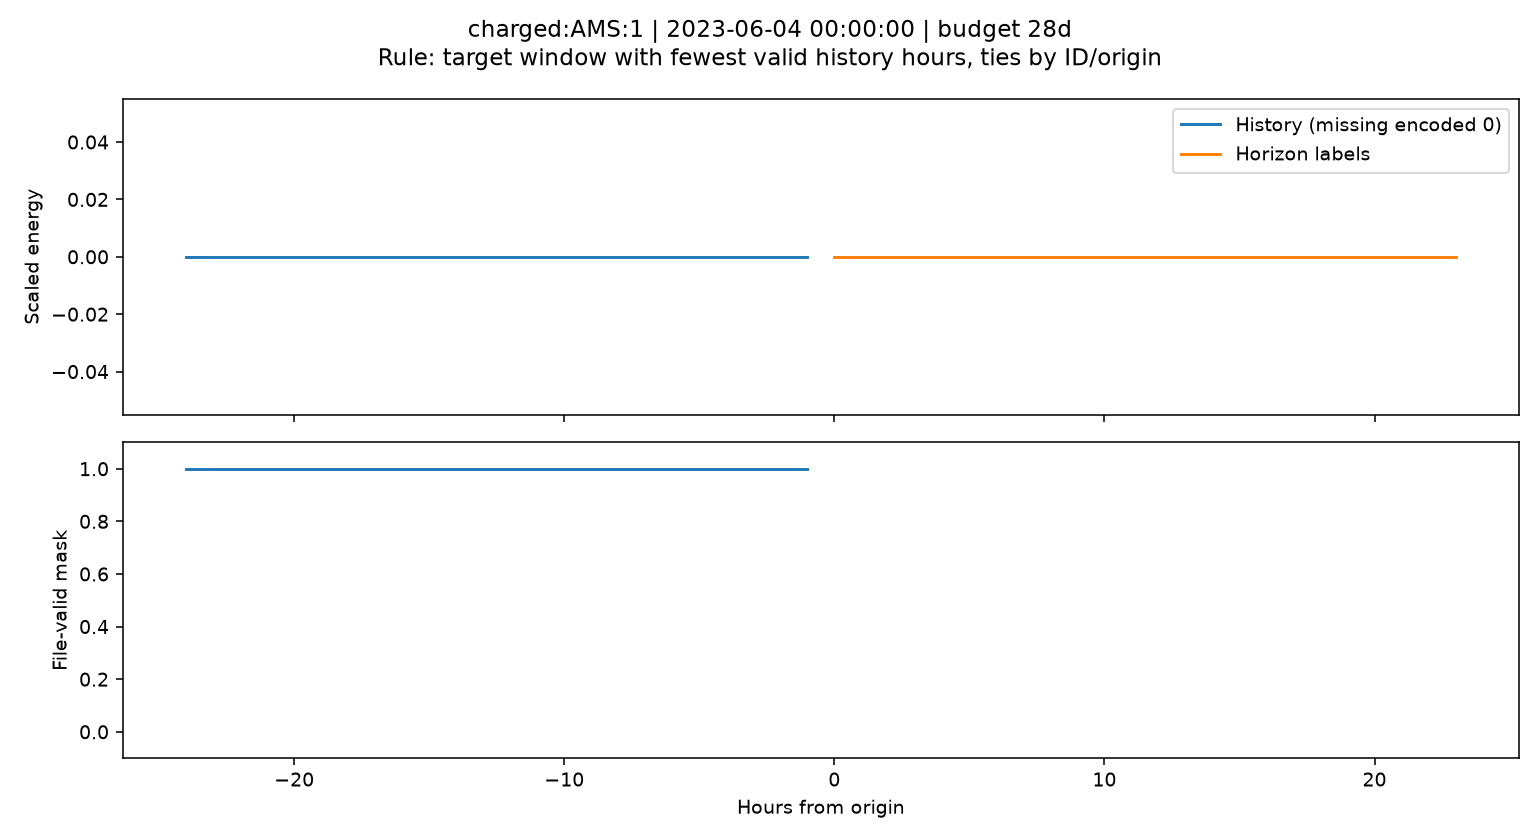 charged:AMS:1 | 2023-06-04 00:00:00 | budget 28d
Rule: target window with fewest valid history hours, ties by ID/origin
History (missing encoded 0)
Horizon labels
Scaled energy
0.04
0.02
0.00
−0.02
−0.04
File-valid mask
1.0
0.8
0.6
0.4
0.2
0.0
−20
−10
0
10
20
Hours from origin